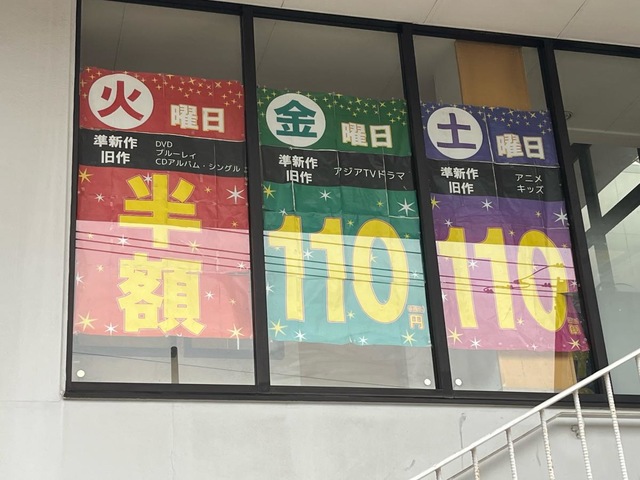 火曜日
準新作
旧作
DVD
ブルーレイ
CDアルバム・シングル
半
額
金曜日
準新作
旧作
アジアTVドラマ
110
円
土曜日
準新作
旧作
アニメ
キッズ
110
円